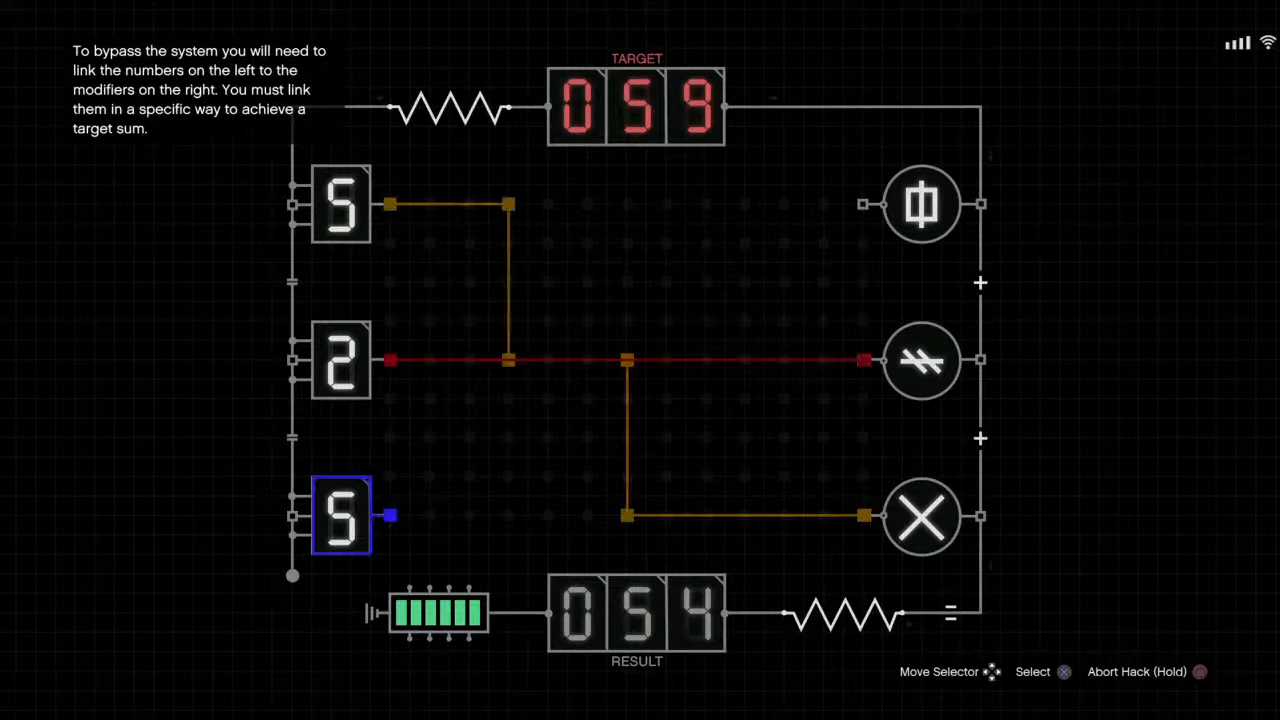 To bypass the system you will need to
link the numbers on the left to the
modifiers on the right. You must link
them in a specific way to achieve a
target sum.
TARGET
059
5
2
5
054
RESULT
Move Selector
Select
Abort Hack (Hold)